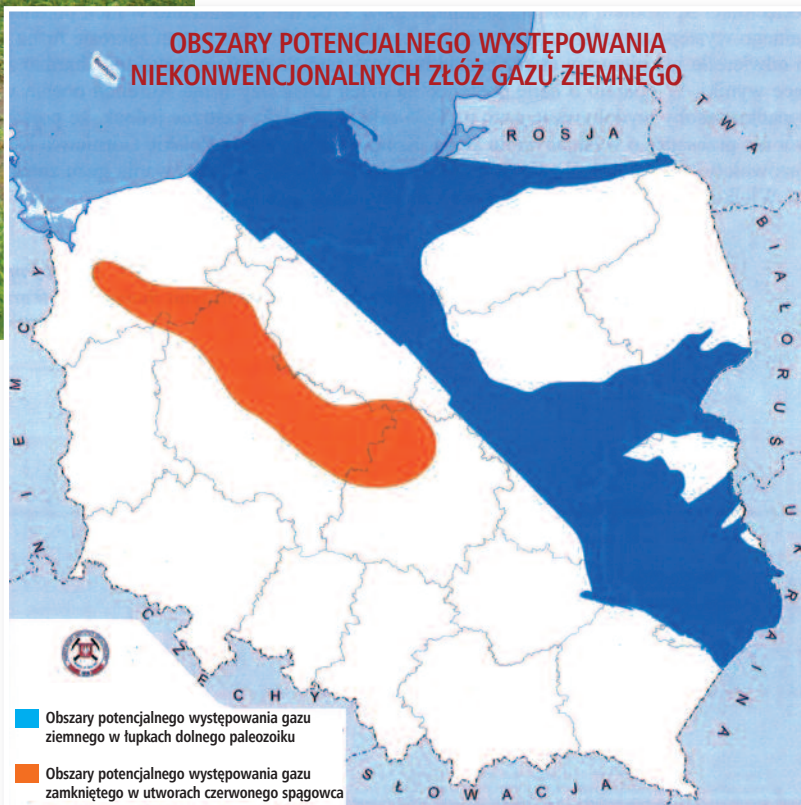 OBSZARY POTENCJALNEGO WYSTĘPOWANIA
NIEKONWENCJONALNYCH ZŁÓŻ GAZU ZIEMNEGO
ROSJA
TWA
BIAŁORUŚ
UKRAINA
NIEMCY
CZECHY
SŁOWACJA
Obszary potencjalnego występowania gazu
ziemnego w łupkach dolnego paleozoiku
Obszary potencjalnego występowania gazu
zamkniętego w utworach czerwonego spągowca